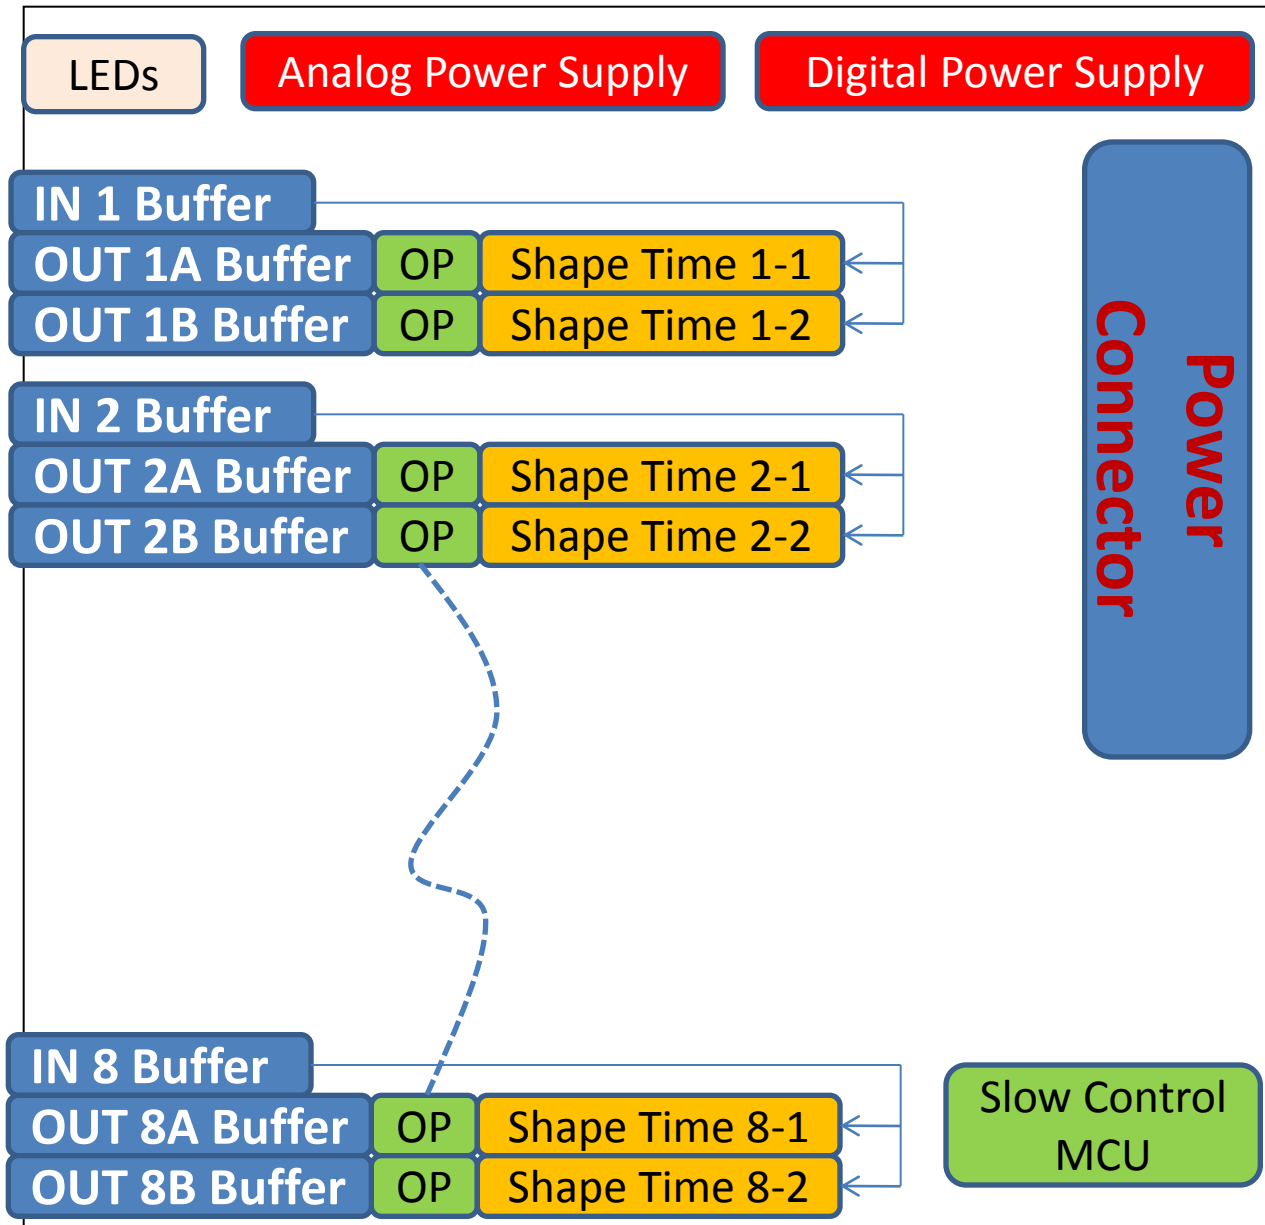 LEDs
Analog Power Supply
Digital Power Supply
IN 1 Buffer
OUT 1A Buffer OP Shape Time 1-1
OUT 1B Buffer OP Shape Time 1-2
IN 2 Buffer
OUT 2A Buffer OP Shape Time 2-1
OUT 2B Buffer OP Shape Time 2-2
Power
Connector
IN 8 Buffer
OUT 8A Buffer OP Shape Time 8-1
OUT 8B Buffer OP Shape Time 8-2
Slow Control
MCU